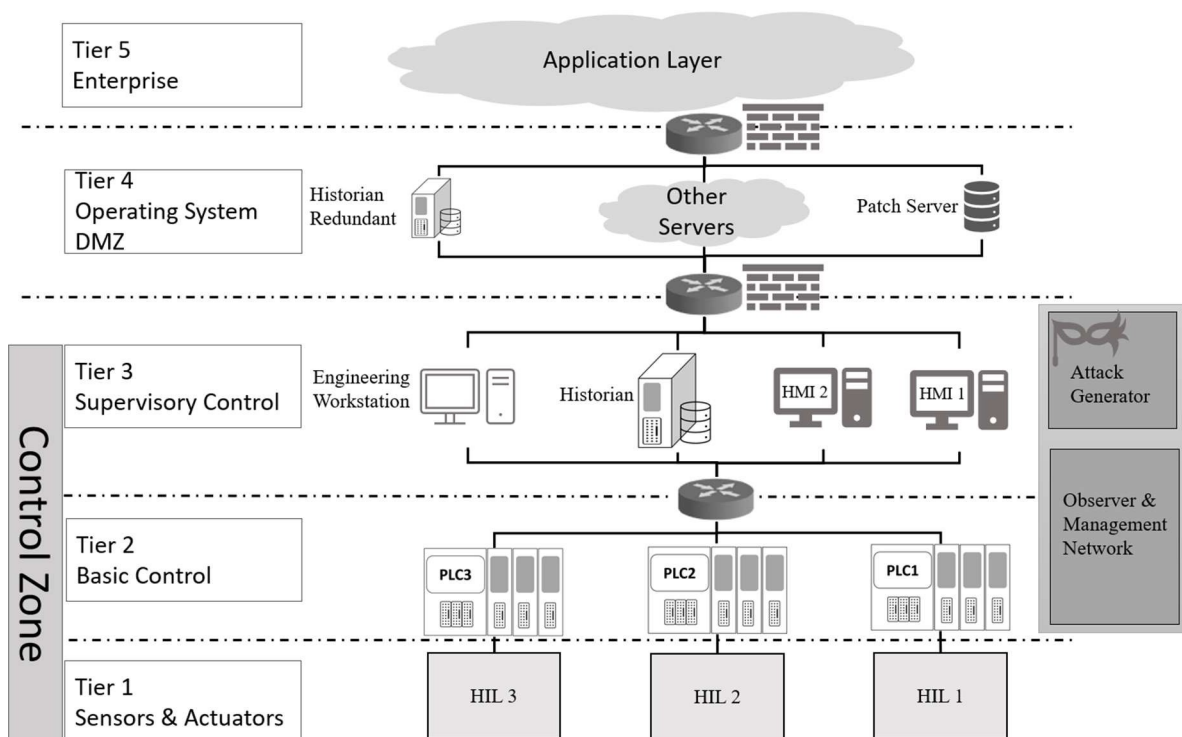 Tier 5
Enterprise
Application Layer
Tier 4
Operating System
DMZ
Historian
Redundant
Other
Servers
Patch Server
Control Zone
Tier 3
Supervisory Control
Engineering
Workstation
Historian
HMI 2
HMI 1
Attack
Generator
Observer &
Management
Network
Tier 2
Basic Control
PLC3
PLC2
PLC1
Tier 1
Sensors & Actuators
HIL 3
HIL 2
HIL 1